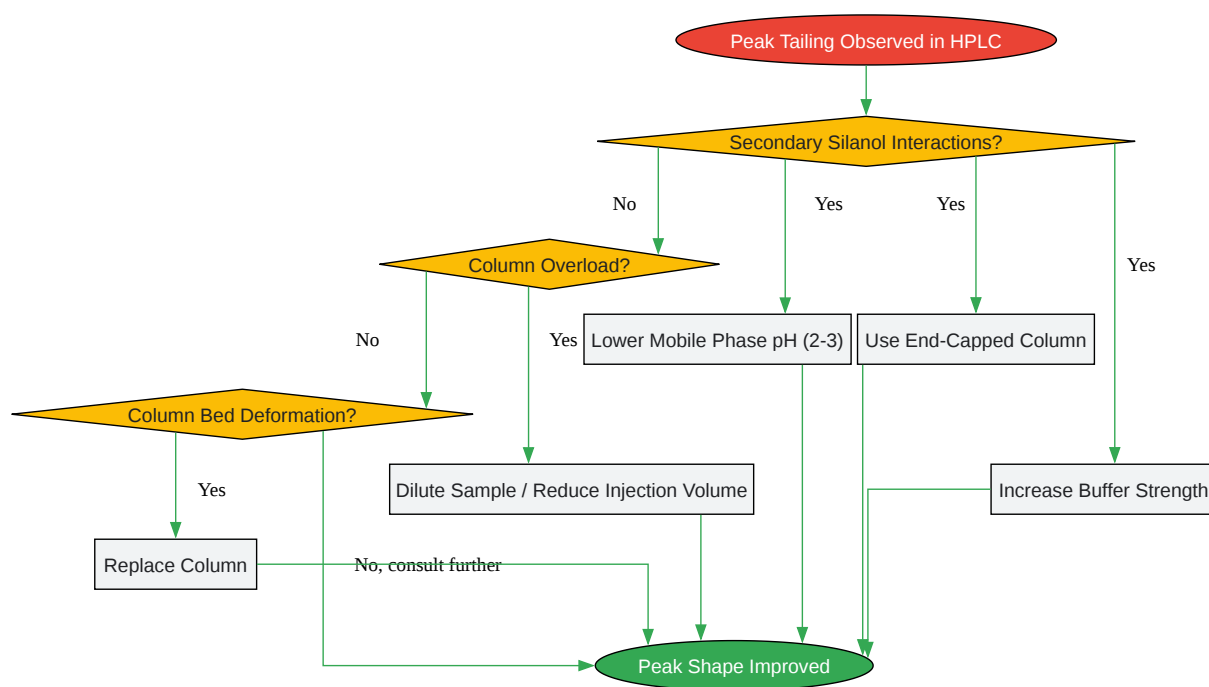 Peak Tailing Observed in HPLC
Secondary Silanol Interactions?
No
Yes
Yes
Yes
Column Overload?
No
Yes
Lower Mobile Phase pH (2-3)
Use End-Capped Column
Column Bed Deformation?
Yes
Dilute Sample / Reduce Injection Volume
Increase Buffer Strength
Replace Column
No, consult further
Peak Shape Improved